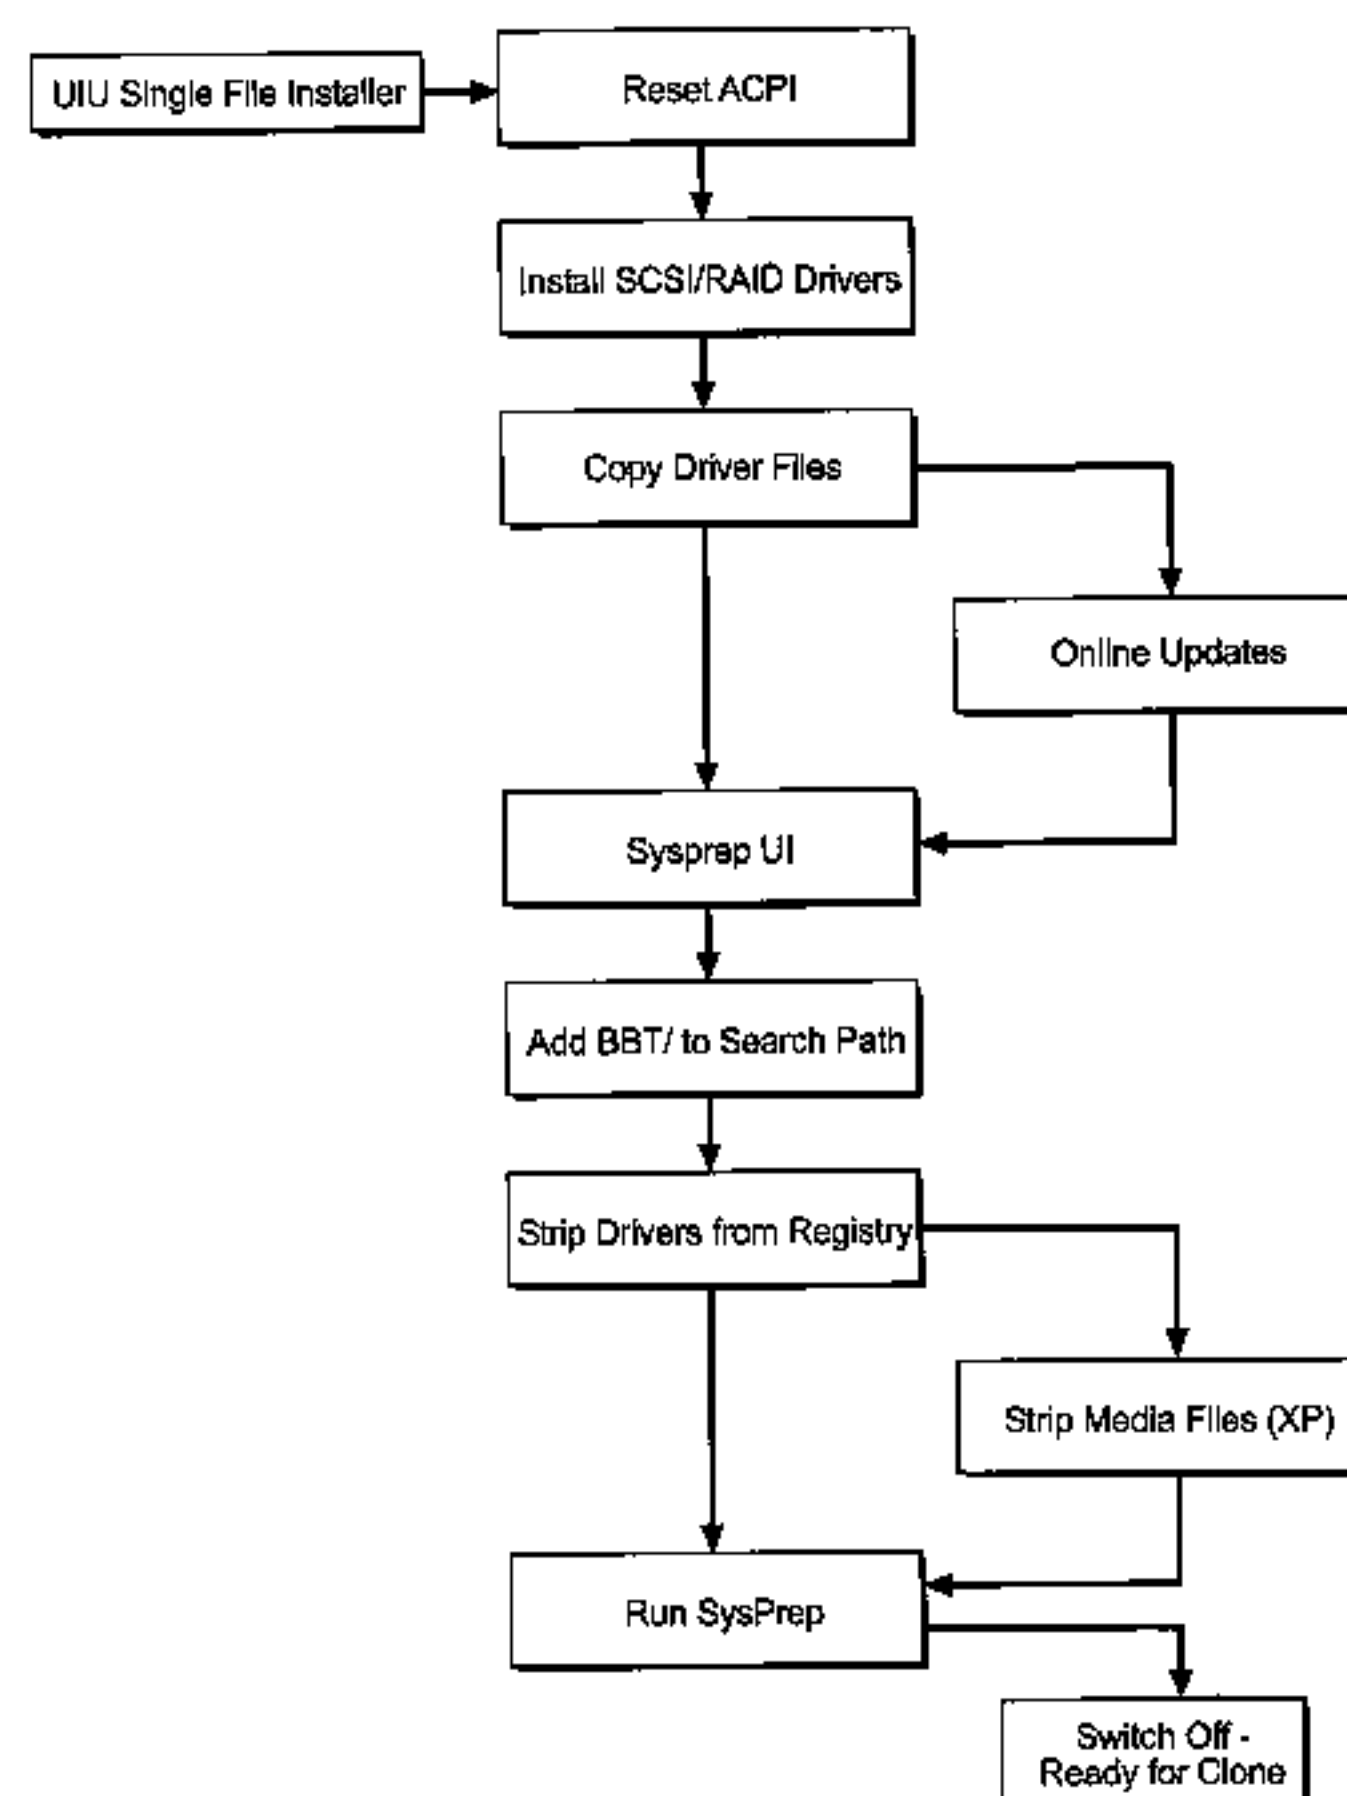 UIU Single File Installer
Reset ACPI
Install SCSI/RAID Drivers
Copy Driver Files
Online Updates
Sysprep UI
Add BBT/ to Search Path
Strip Drivers from Registry
Strip Media Files (XP)
Run SysPrep
Switch Off -
Ready for Clone